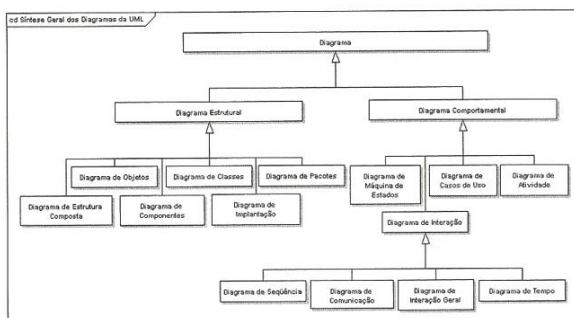 cd Síntese Geral dos Diagramas da UML
Diagrama
Diagrama Estrutural
Diagrama Comportamental
Diagrama de Objetos
Diagrama de Classes
Diagrama de Pacotes
Diagrama de Estrutura
Composta
Diagrama de
Componentes
Diagrama de
Implantação
Diagrama de
Máquina de
Estados
Diagrama de
Casos de Uso
Diagrama de
Atividade
Diagrama de Interação
Diagrama de Seqüência
Diagrama de
Comunicação
Diagrama de
Interação Geral
Diagrama de Tempo